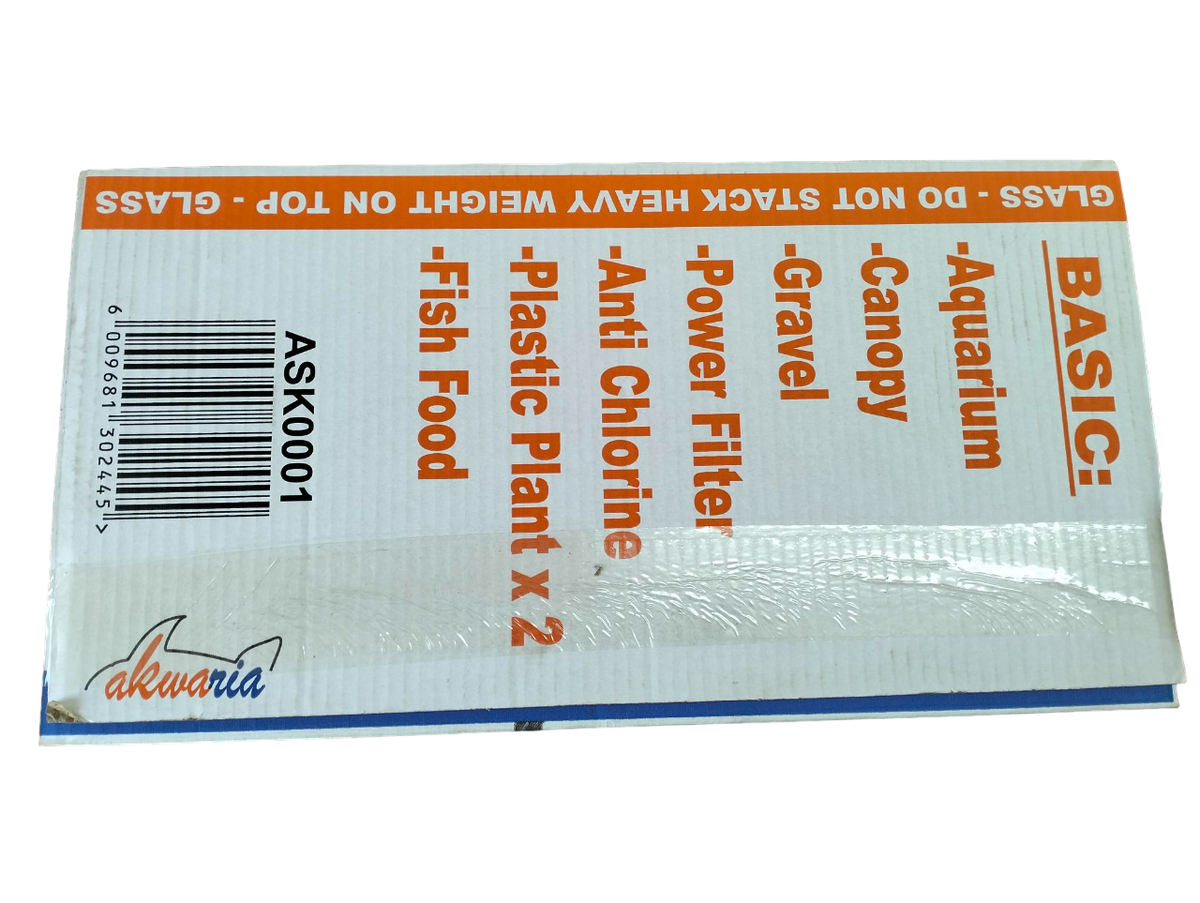 GLASS - DO NOT STACK HEAVY WEIGHT ON TOP - GLASS
BASIC:
-Aquarium
-Canopy
-Gravel
-Power Filter
-Anti Chlorine
-Plastic Plant x 2
-Fish Food
ASK0001
6 009681 302445 >
akwaria